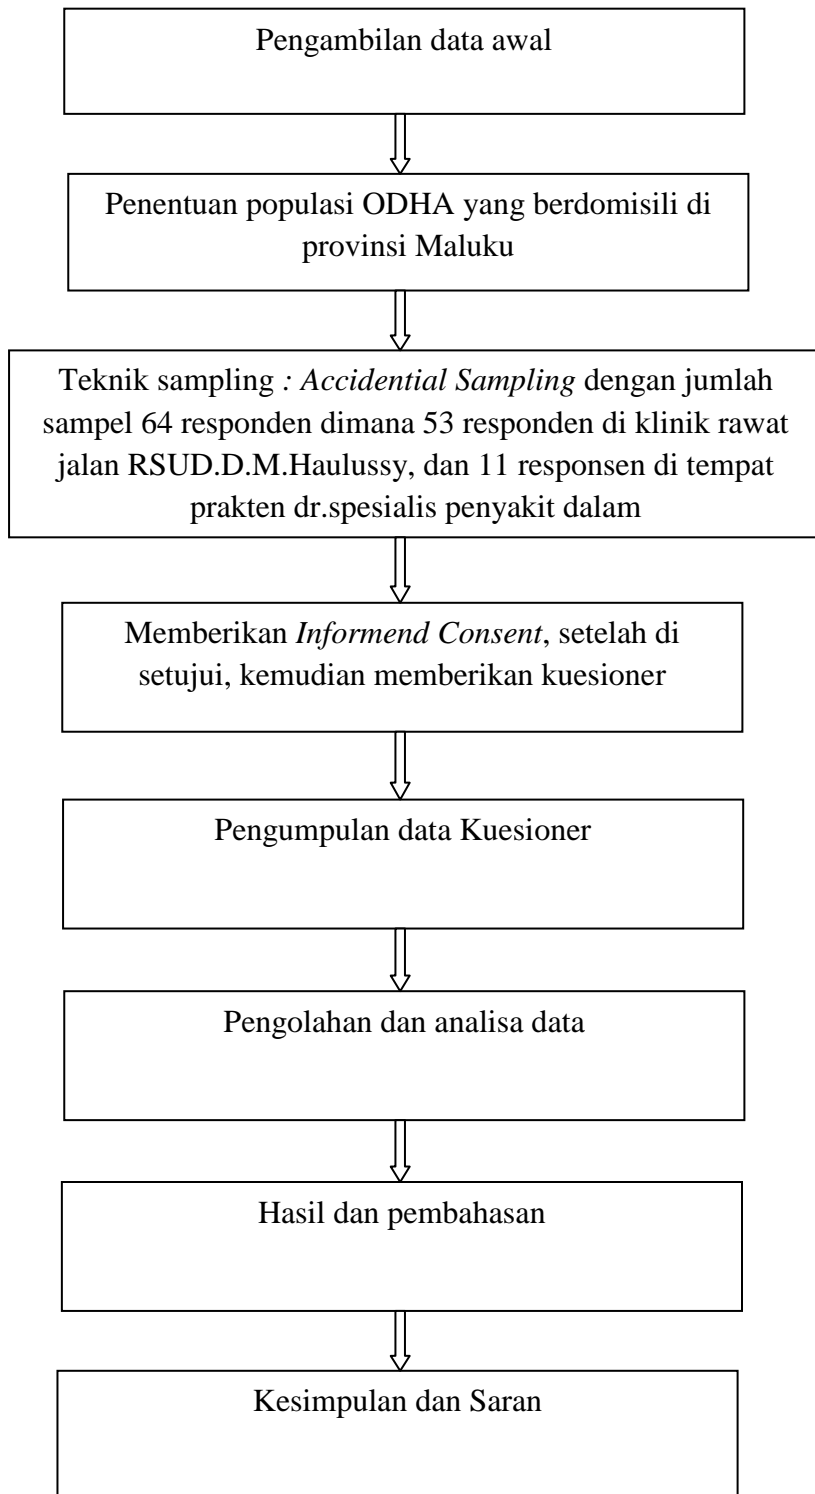 Pengambilan data awal
Penentuan populasi ODHA yang berdomisili di
provinsi Maluku
Teknik sampling : Accidential Sampling dengan jumlah
sampel 64 responden dimana 53 responden di klinik rawat
jalan RSUD.D.M.Haulussy, dan 11 responsen di tempat
prakten dr.spesialis penyakit dalam
Memberikan Informend Consent, setelah di
setujui, kemudian memberikan kuesioner
Pengumpulan data Kuesioner
Pengolahan dan analisa data
Hasil dan pembahasan
Kesimpulan dan Saran